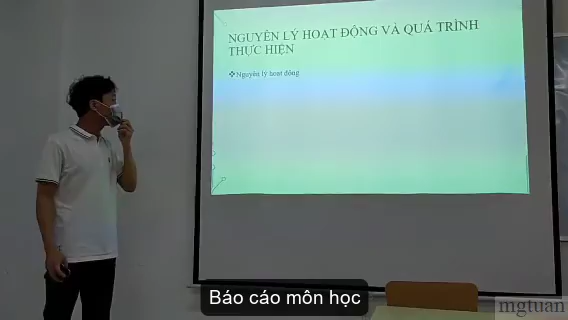 NGUYÊN LÝ HOẠT ĐỘNG VÀ QUÁ TRÌNH
THỰC HIỆN
❖ Nguyên lý hoạt động
Báo cáo môn học
mgtuan